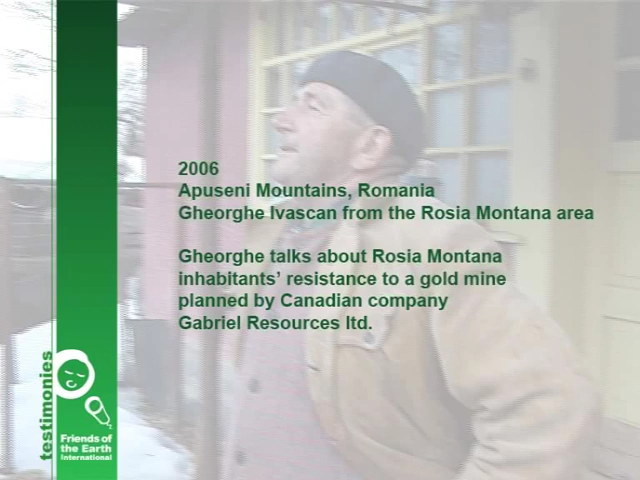 2006
Apuseni Mountains, Romania
Gheorghe Ivascan from the Rosia Montana area
Gheorghe talks about Rosia Montana
inhabitants' resistance to a gold mine
planned by Canadian company
Gabriel Resources ltd.
testimonies
Friends of
the Earth
International